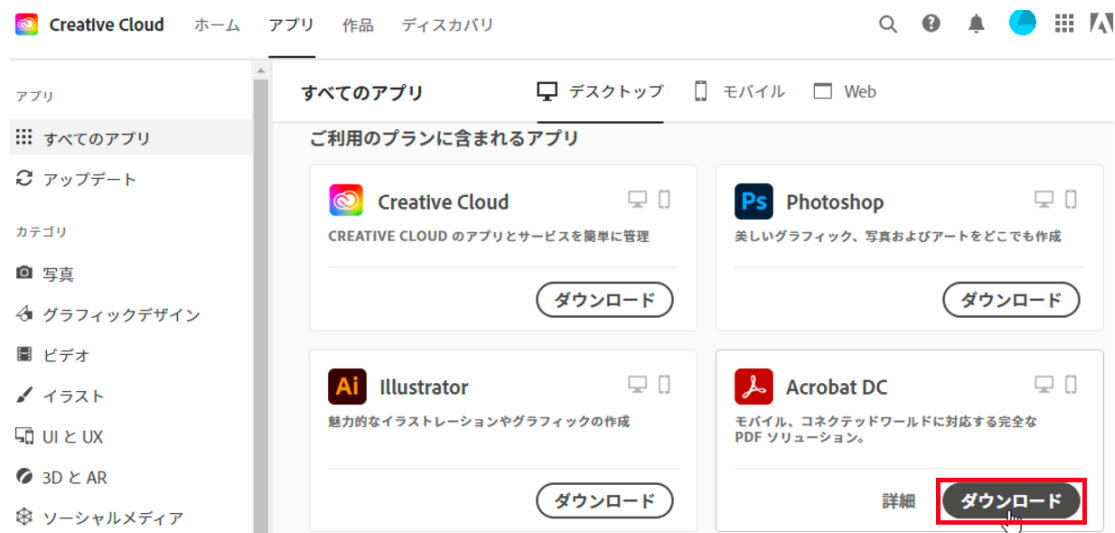 Creative Cloud ホーム アプリ 作品 ディスカバリ
アプリ
すべてのアプリ
アップデート
カテゴリ
写真
グラフィックデザイン
ビデオ
イラスト
UI と UX
3D と AR
ソーシャルメディア
すべてのアプリ デスクトップ モバイル Web
ご利用のプランに含まれるアプリ
Creative Cloud
CREATIVE CLOUD のアプリとサービスを簡単に管理
ダウンロード
Ps Photoshop
美しいグラフィック、写真およびアートをどこでも作成
ダウンロード
Ai Illustrator
魅力的なイラストレーションやグラフィックの作成
ダウンロード
Acrobat DC
モバイル、コネクテッドワールドに対応する完全な
PDF ソリューション。
詳細 ダウンロード